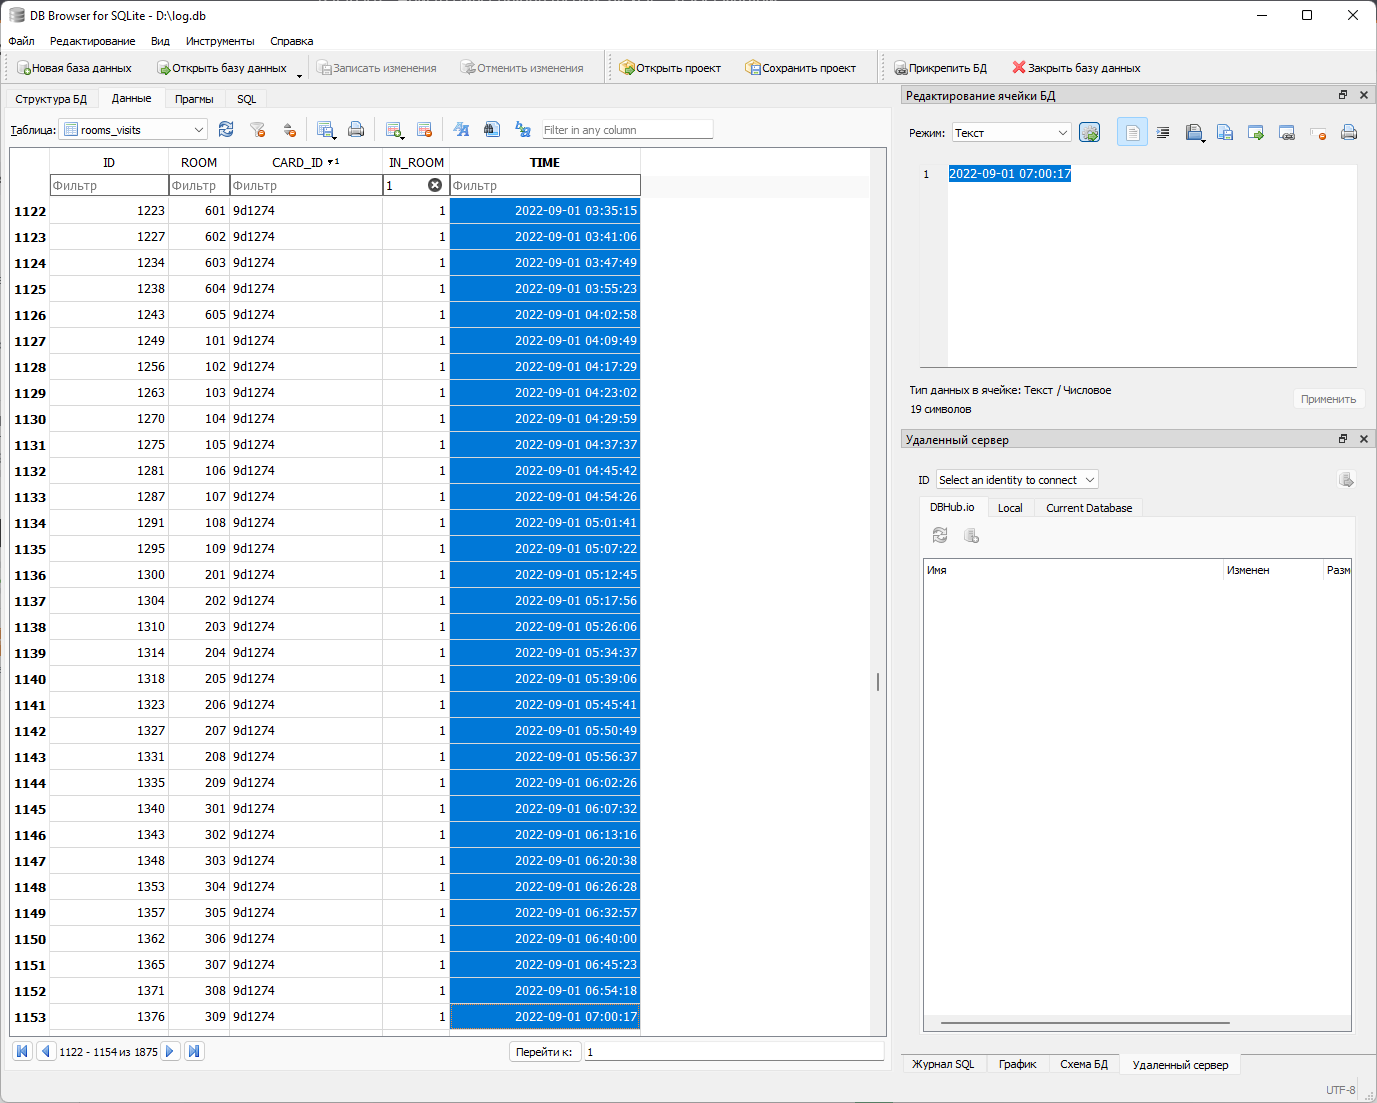 DB Browser for SQLite - D:\log.db
Файл Редактирование Вид Инструменты Справка
Новая база данных Открыть базу данных Записать изменения Отменить изменения Открыть проект Сохранить проект Прикрепить БД Закрыть базу данных
Структура БД Данные Прагмы SQL
Таблица: rooms_visits Filter in any column
ID ROOM CARD_ID 1 IN_ROOM TIME
Фильтр Фильтр Фильтр 1 Фильтр
1122 1223 601 9d1274 1 2022-09-01 03:35:15
1123 1227 602 9d1274 1 2022-09-01 03:41:06
1124 1234 603 9d1274 1 2022-09-01 03:47:49
1125 1238 604 9d1274 1 2022-09-01 03:55:23
1126 1243 605 9d1274 1 2022-09-01 04:02:58
1127 1249 101 9d1274 1 2022-09-01 04:09:49
1128 1256 102 9d1274 1 2022-09-01 04:17:29
1129 1263 103 9d1274 1 2022-09-01 04:23:02
1130 1270 104 9d1274 1 2022-09-01 04:29:59
1131 1275 105 9d1274 1 2022-09-01 04:37:37
1132 1281 106 9d1274 1 2022-09-01 04:45:42
1133 1287 107 9d1274 1 2022-09-01 04:54:26
1134 1291 108 9d1274 1 2022-09-01 05:01:41
1135 1295 109 9d1274 1 2022-09-01 05:07:22
1136 1300 201 9d1274 1 2022-09-01 05:12:45
1137 1304 202 9d1274 1 2022-09-01 05:17:56
1138 1310 203 9d1274 1 2022-09-01 05:26:06
1139 1314 204 9d1274 1 2022-09-01 05:34:37
1140 1318 205 9d1274 1 2022-09-01 05:39:06
1141 1323 206 9d1274 1 2022-09-01 05:45:41
1142 1327 207 9d1274 1 2022-09-01 05:50:49
1143 1331 208 9d1274 1 2022-09-01 05:56:37
1144 1335 209 9d1274 1 2022-09-01 06:02:26
1145 1340 301 9d1274 1 2022-09-01 06:07:32
1146 1343 302 9d1274 1 2022-09-01 06:13:16
1147 1348 303 9d1274 1 2022-09-01 06:20:38
1148 1353 304 9d1274 1 2022-09-01 06:26:28
1149 1357 305 9d1274 1 2022-09-01 06:32:57
1150 1362 306 9d1274 1 2022-09-01 06:40:00
1151 1365 307 9d1274 1 2022-09-01 06:45:23
1152 1371 308 9d1274 1 2022-09-01 06:54:18
1153 1376 309 9d1274 1 2022-09-01 07:00:17
1122 - 1154 из 1875 Перейти к: 1
Редактирование ячейки БД
Режим: Текст
1 2022-09-01 07:00:17
Тип данных в ячейке: Текст / Числовое
19 символов
Применить
Удаленный сервер
ID Select an identity to connect
DBHub.io Local Current Database
Имя Изменен Разм
Журнал SQL График Схема БД Удаленный сервер
UTF-8